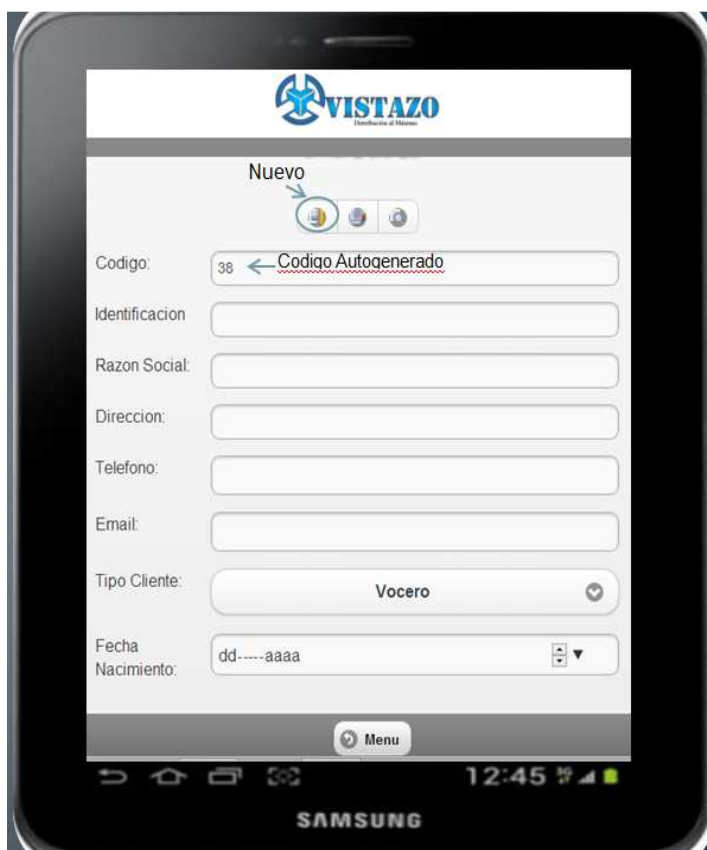 VISTAZO
Distribución al Máximo
Nuevo
Codigo:
38
Codigo Autogenerado
Identificacion
Razon Social:
Direccion:
Telefono:
Email:
Tipo Cliente:
Vocero
Fecha
Nacimiento:
dd-----aaaa
Menu
12:45
SAMSUNG